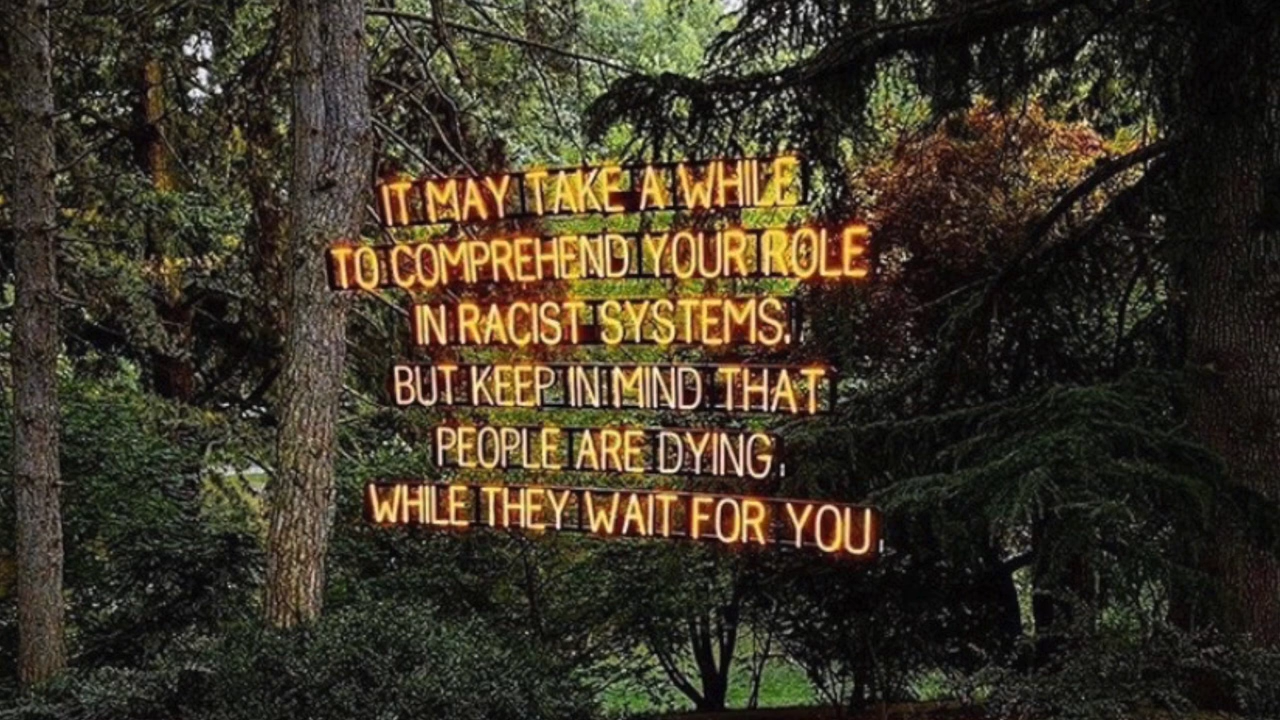 IT MAY TAKE A WHILE
TO COMPREHEND YOUR ROLE
IN RACIST SYSTEMS.
BUT KEEP IN MIND THAT
PEOPLE ARE DYING,
WHILE THEY WAIT FOR YOU.